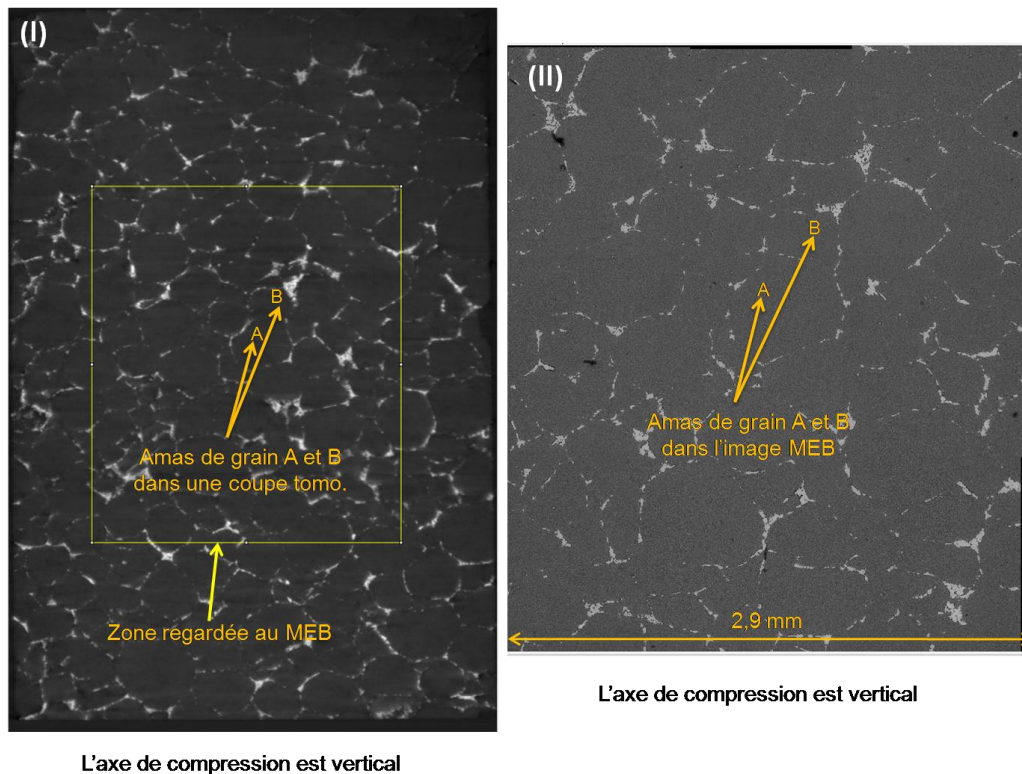 (I)
B
A
Amas de grain A et B
dans une coupe tomo.
Zone regardée au MEB
L'axe de compression est vertical
(II)
B
A
Amas de grain A et B
dans l'image MEB
2,9 mm
L'axe de compression est vertical